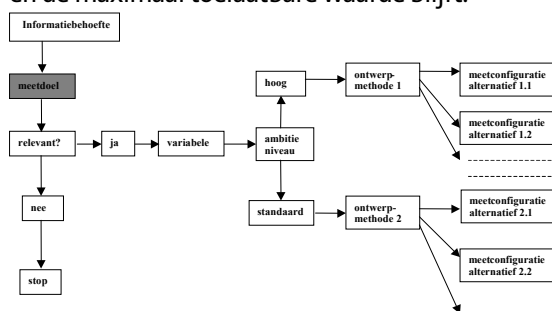 en de maximaal toelaatbare waarde blijft.
Informatiebehoefte
meetdoel
relevant?
ja
variabele
ambitie
niveau
hoog
ontwerp-
methode 1
meetconfiguratie
alternatief 1.1
meetconfiguratie
alternatief 1.2
standaard
ontwerp-
methode 2
meetconfiguratie
alternatief 2.1
meetconfiguratie
alternatief 2.2
nee
stop